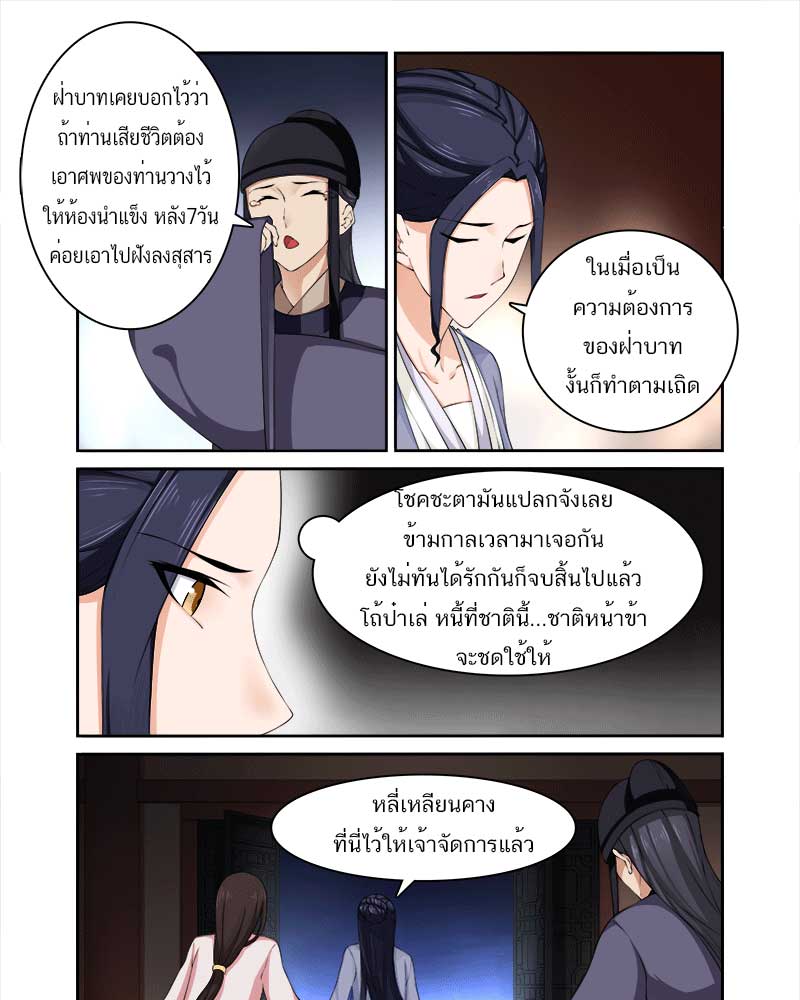 ฝ่าบาทเคยบอกไว้ว่า
ถ้าท่านเสียชีวิตต้อง
เอาศพของท่านวางไว้
ให้ห้องนำแข็ง หลัง7วัน
ค่อยเอาไปฝังลงสุสาร
ในเมื่อเป็น
ความต้องการ
ของฝ่าบาท
งั้นก็ทำตามเถิด
โชคชะตามันแปลกจังเลย
ข้ามกาลเวลามาเจอกัน
ยังไม่ทันได้รักกันก็จบสิ้นไปแล้ว
โถ้ป๋าเล่ หนี้ที่ชาตินี้...ชาติหน้าข้า
จะชดใช้ให้
หลี่เหลียนคาง
ที่นี่ไว้ให้เจ้าจัดการแล้ว